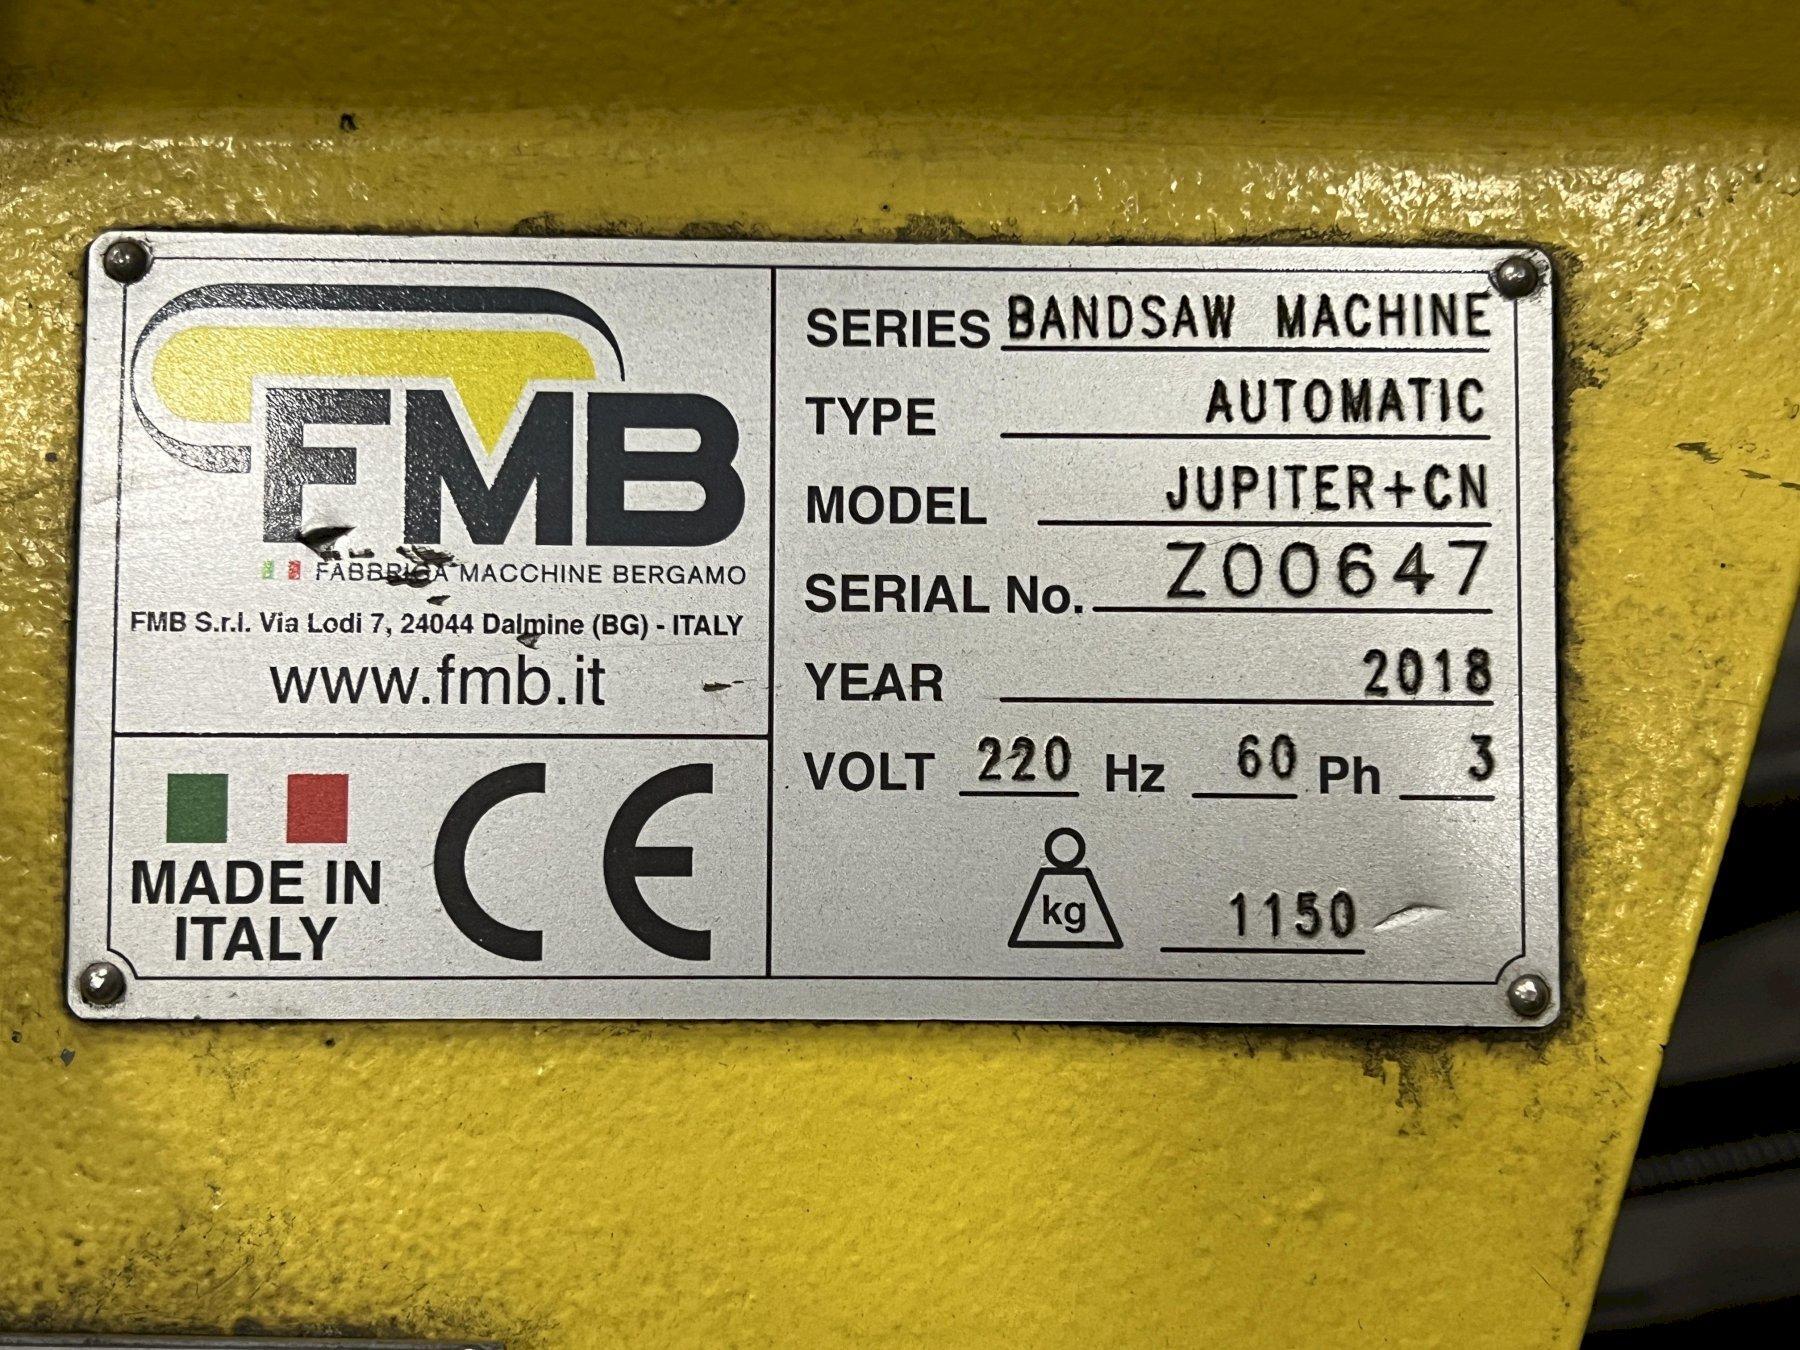 FMB
FABBRICA MACCHINE BERGAMO
FMB S.r.l. Via Lodi 7, 24044 Dalmine (BG) - ITALY
www.fmb.it
MADE IN
ITALY
CE
SERIES BANDSAW MACHINE
TYPE AUTOMATIC
MODEL JUPITER+CN
SERIAL No. Z00647
YEAR 2018
VOLT 220 Hz 60 Ph 3
kg 1150